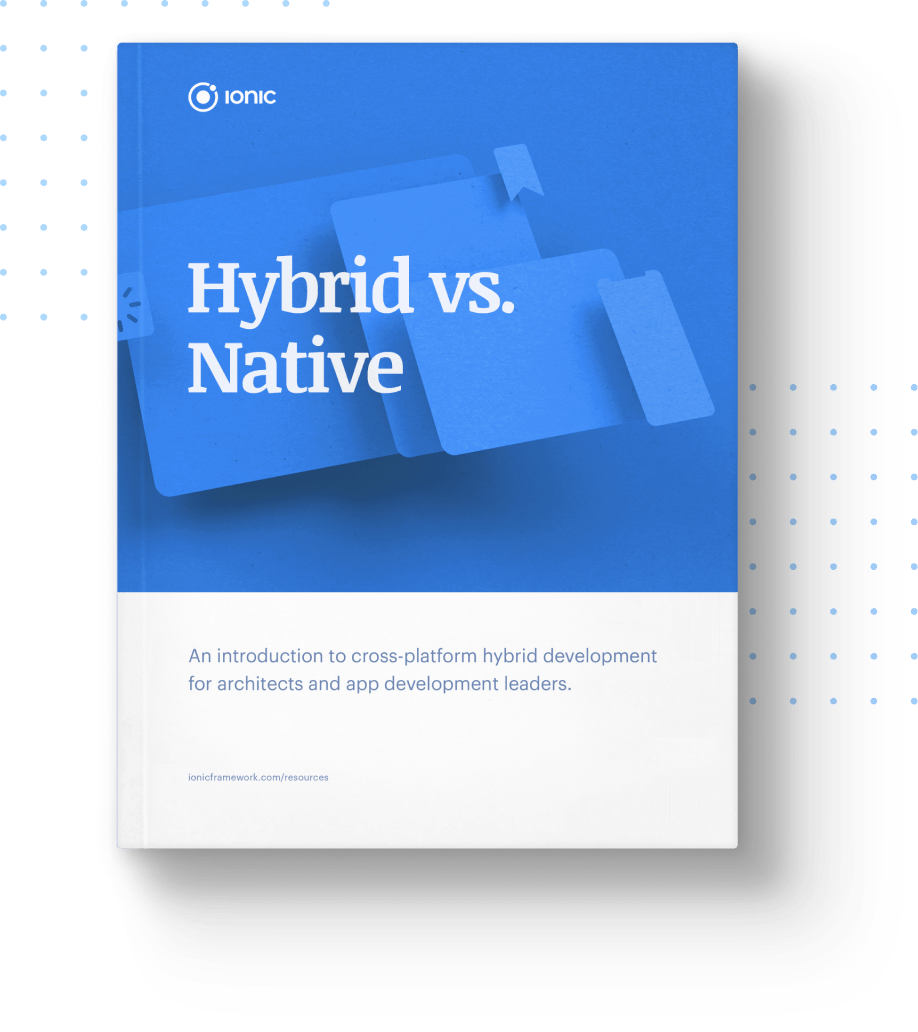 ionic
Hybrid vs.
Native
An introduction to cross-platform hybrid development
for architects and app development leaders.
ionicframework.com/resources